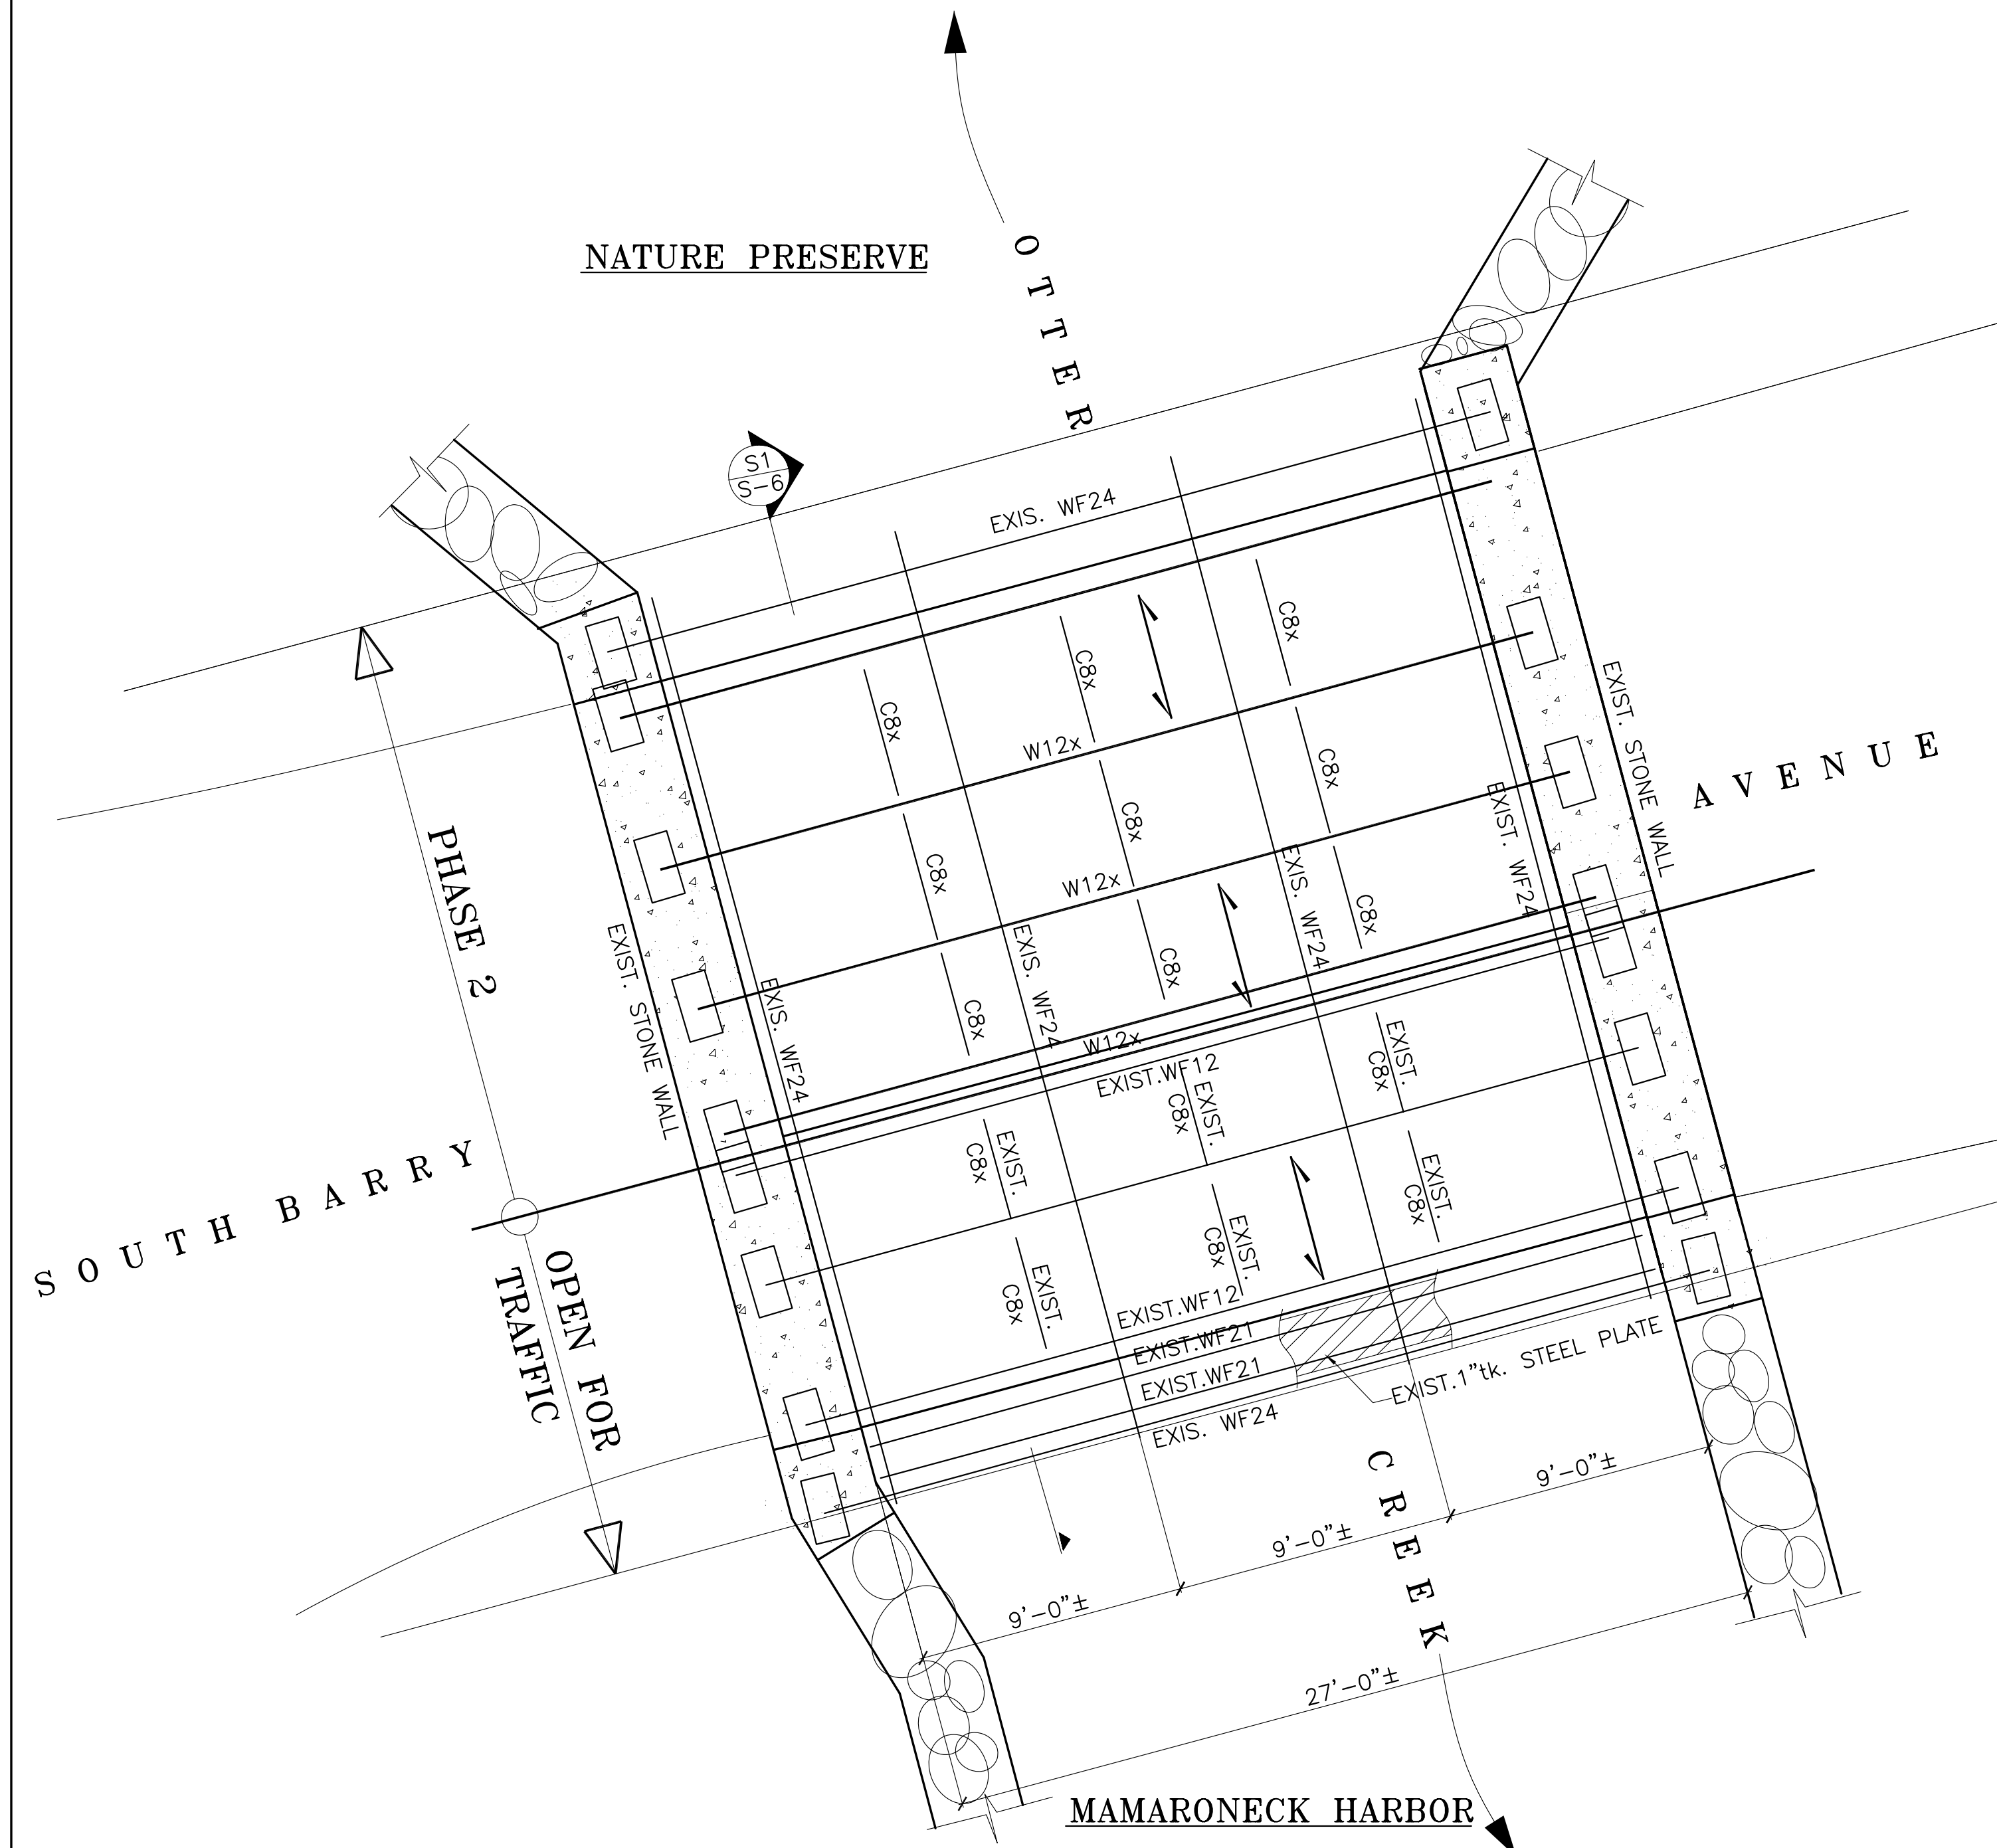 NATURE PRESERVE
OTTER
S1
S-6
EXIS. WF24
C8x
C8x
C8x
W12x
C8x
C8x
C8x
W12x
C8x
C8x
C8x
W12x
EXIST. STONE WALL
EXIST. WF24
EXIS. WF24
EXIS. WF24
EXIS. WF24
EXIST. STONE WALL
AVENUE
PHASE 2
SOUTH BARRY
OPEN FOR
TRAFFIC
EXIST.WF12
EXIST.
C8x
EXIST.
C8x
EXIST.
C8x
EXIST.
C8x
EXIST.
C8x
EXIST.
C8x
EXIST.WF12
EXIST.WF21
EXIST.WF21
EXIS. WF24
EXIST.1"tk. STEEL PLATE
CREEK
9'-0"±
9'-0"±
9'-0"±
27'-0"±
MAMARONECK HARBOR